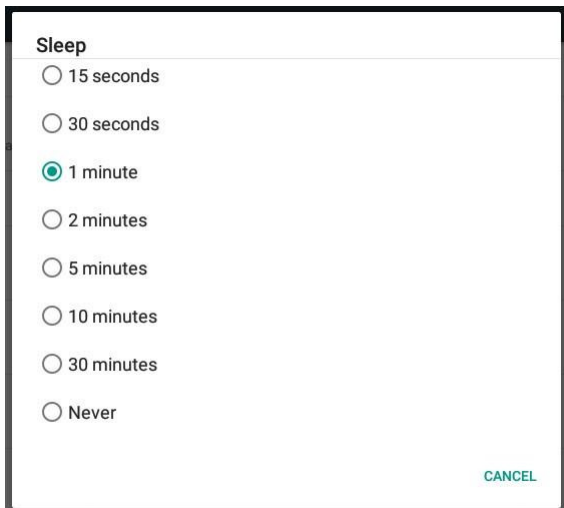 Sleep
15 seconds
30 seconds
1 minute
2 minutes
5 minutes
10 minutes
30 minutes
Never
CANCEL